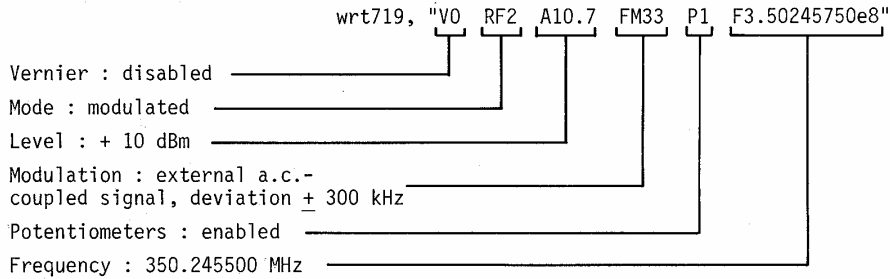 wrt719, "V0 RF2 A10.7 FM33 P1 F3.50245750e8"
Vernier : disabled
Mode : modulated
Level : + 10 dBm
Modulation : external a.c.-
coupled signal, deviation ± 300 kHz
Potentiometers : enabled
Frequency : 350.245500 MHz